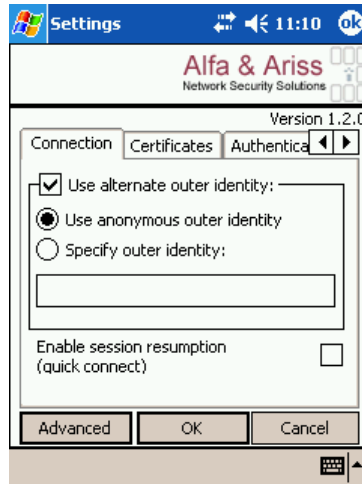 Settings 11:10 ok
Alfa & Ariss
Network Security Solutions
Version 1.2.0
Connection Certificates Authentica
Use alternate outer identity:
Use anonymous outer identity
Specify outer identity:
Enable session resumption
(quick connect)
Advanced OK Cancel